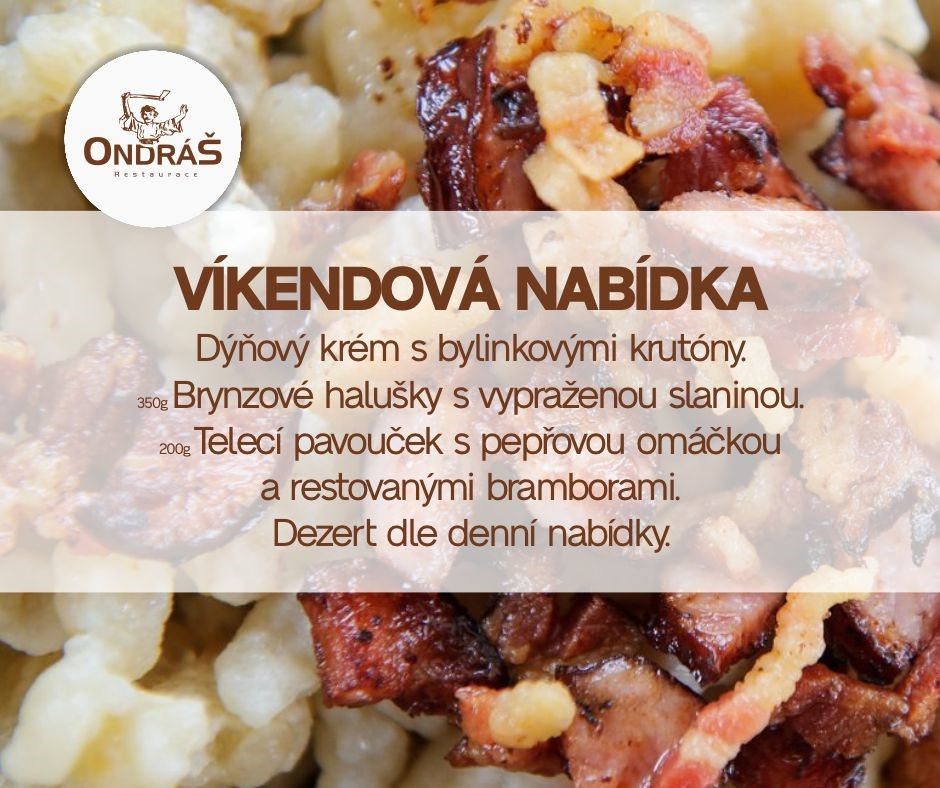 ONDRÁŠ
Restaurace
VÍKENDOVÁ NABÍDKA
Dýňový krém s bylinkovými krutóny.
350g Brynzové halušky s vypraženou slaninou.
200g Telecí pavouček s pepřovou omáčkou
a restovanými bramborami.
Dezert dle denní nabídky.